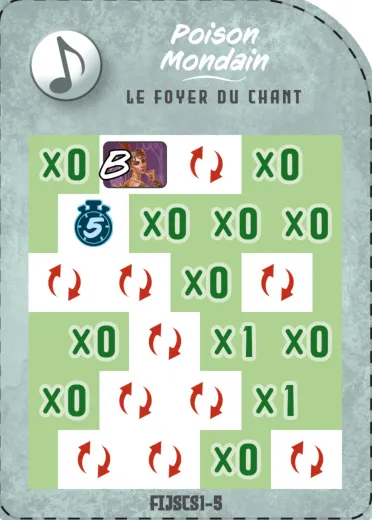 Poison
Mondain
LE FOYER DU CHANT
X0 B X0
5 X0 X0 X0
X0
X0 X1 X0
X0 X1
X0
FIJSCS1-5